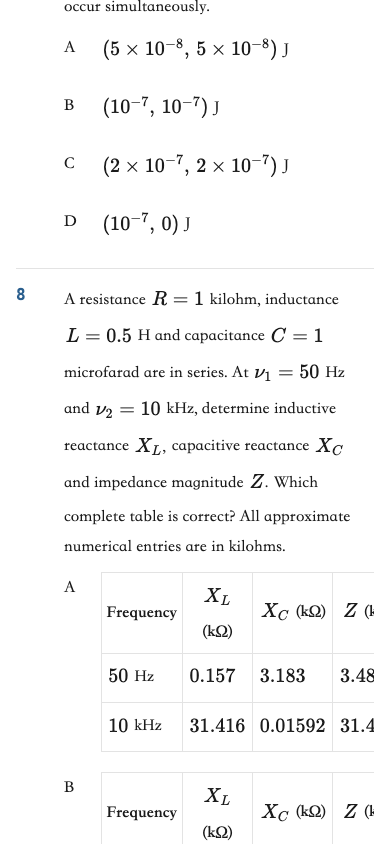 occur simultaneously.
A (5 × 10⁻⁸, 5 × 10⁻⁸) J
B (10⁻⁷, 10⁻⁷) J
C (2 × 10⁻⁷, 2 × 10⁻⁷) J
D (10⁻⁷, 0) J
8 A resistance R = 1 kilohm, inductance
L = 0.5 H and capacitance C = 1
microfarad are in series. At ν₁ = 50 Hz
and ν₂ = 10 kHz, determine inductive
reactance X_L, capacitive reactance X_C
and impedance magnitude Z. Which
complete table is correct? All approximate
numerical entries are in kilohms.
A
Frequency X_L (kΩ) X_C (kΩ) Z (k
50 Hz 0.157 3.183 3.48
10 kHz 31.416 0.01592 31.4
B
Frequency X_L (kΩ) X_C (kΩ) Z (k